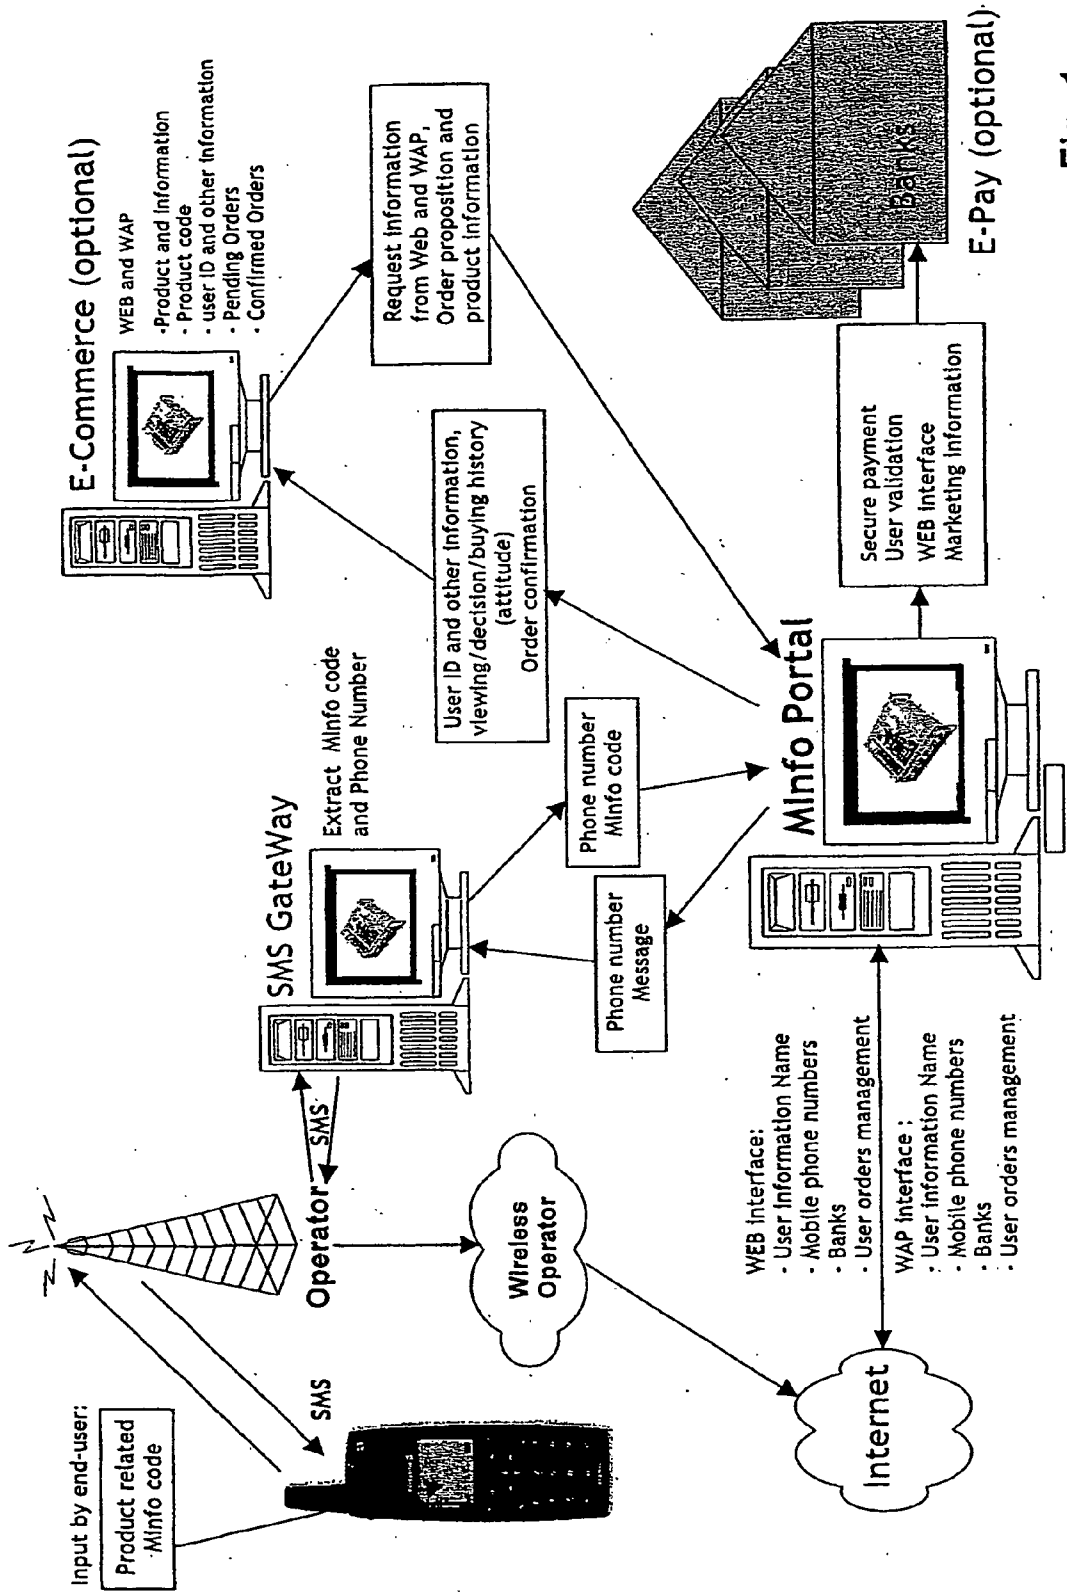 Input by end-user:
Product related
MInfo code
SMS
Operator
SMS
Wireless
Operator
Internet
SMS GateWay
Extract MInfo code
and Phone Number
Phone number
Message
Phone number
MInfo code
E-Commerce (optional)
WEB and WAP
-Product and Information
- Product code
- user ID and other Information
- Pending Orders
- Confirmed Orders
User ID and other information,
viewing/decision/buying history
(attitude)
Order confirmation
Request information
from Web and WAP,
Order proposition and
product information
MInfo Portal
WEB interface:
- User information Name
- Mobile phone numbers
- Banks
- User orders management
WAP interface :
- User information Name
- Mobile phone numbers
- Banks
- User orders management
Secure payment
User validation
WEB interface
Marketing information
Banks
E-Pay (optional)